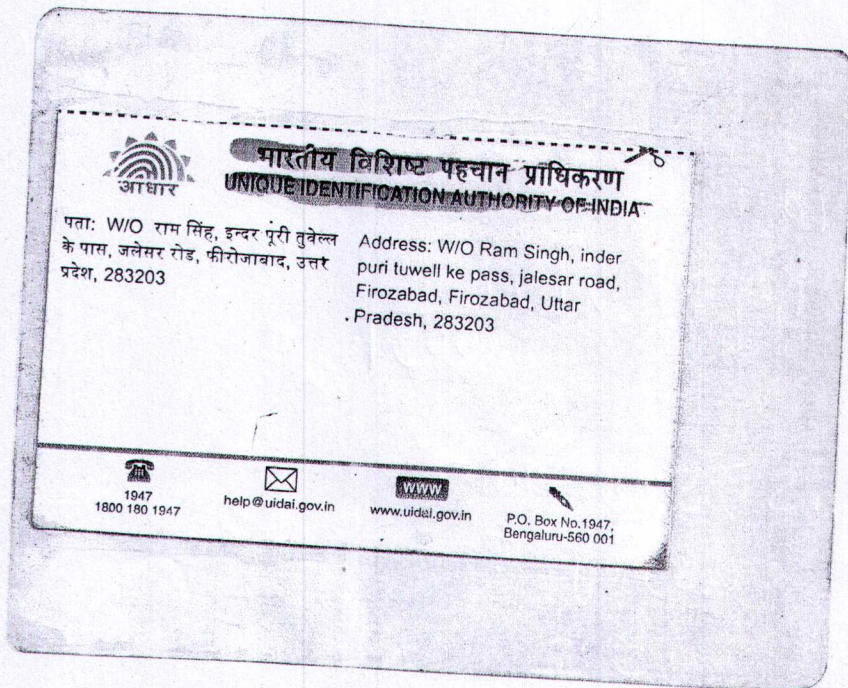 आधार
भारतीय विशिष्ट पहचान प्राधिकरण
UNIQUE IDENTIFICATION AUTHORITY OF INDIA
पता: W/O राम सिंह, इन्दर पूरी तुवेल्ल
के पास, जलेसर रोड, फीरोजाबाद, उत्तर
प्रदेश, 283203
Address: W/O Ram Singh, inder
puri tuwell ke pass, jalesar road,
Firozabad, Firozabad, Uttar
Pradesh, 283203
1947
1800 180 1947
help@uidai.gov.in
www
www.uidai.gov.in
P.O. Box No.1947,
Bengaluru-560 001